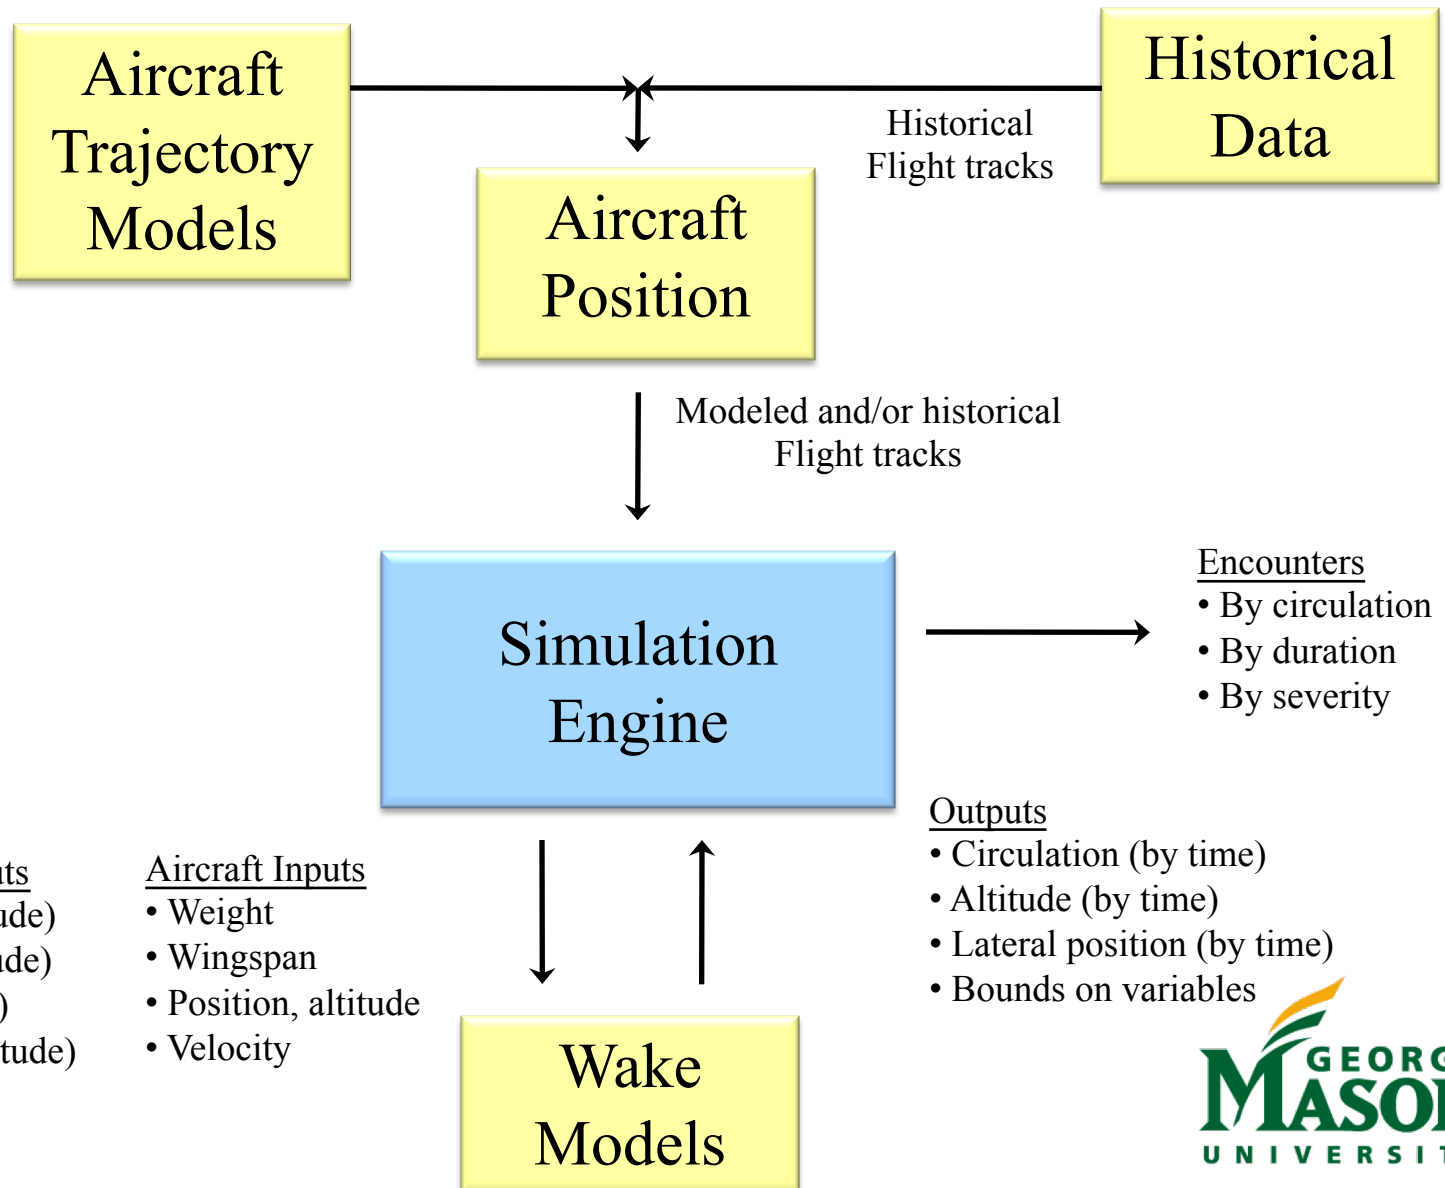 Aircraft
Trajectory
Models
Historical
Data
Historical
Flight tracks
Aircraft
Position
Modeled and/or historical
Flight tracks
Simulation
Engine
Encounters
• By circulation
• By duration
• By severity
Outputs
• Circulation (by time)
• Altitude (by time)
• Lateral position (by time)
• Bounds on variables
Aircraft Inputs
• Weight
• Wingspan
• Position, altitude
• Velocity
Wake
Models